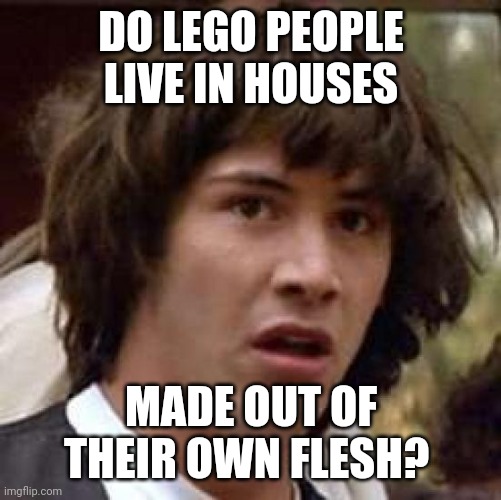 DO LEGO PEOPLE
LIVE IN HOUSES
MADE OUT OF
THEIR OWN FLESH?
imgflip.com